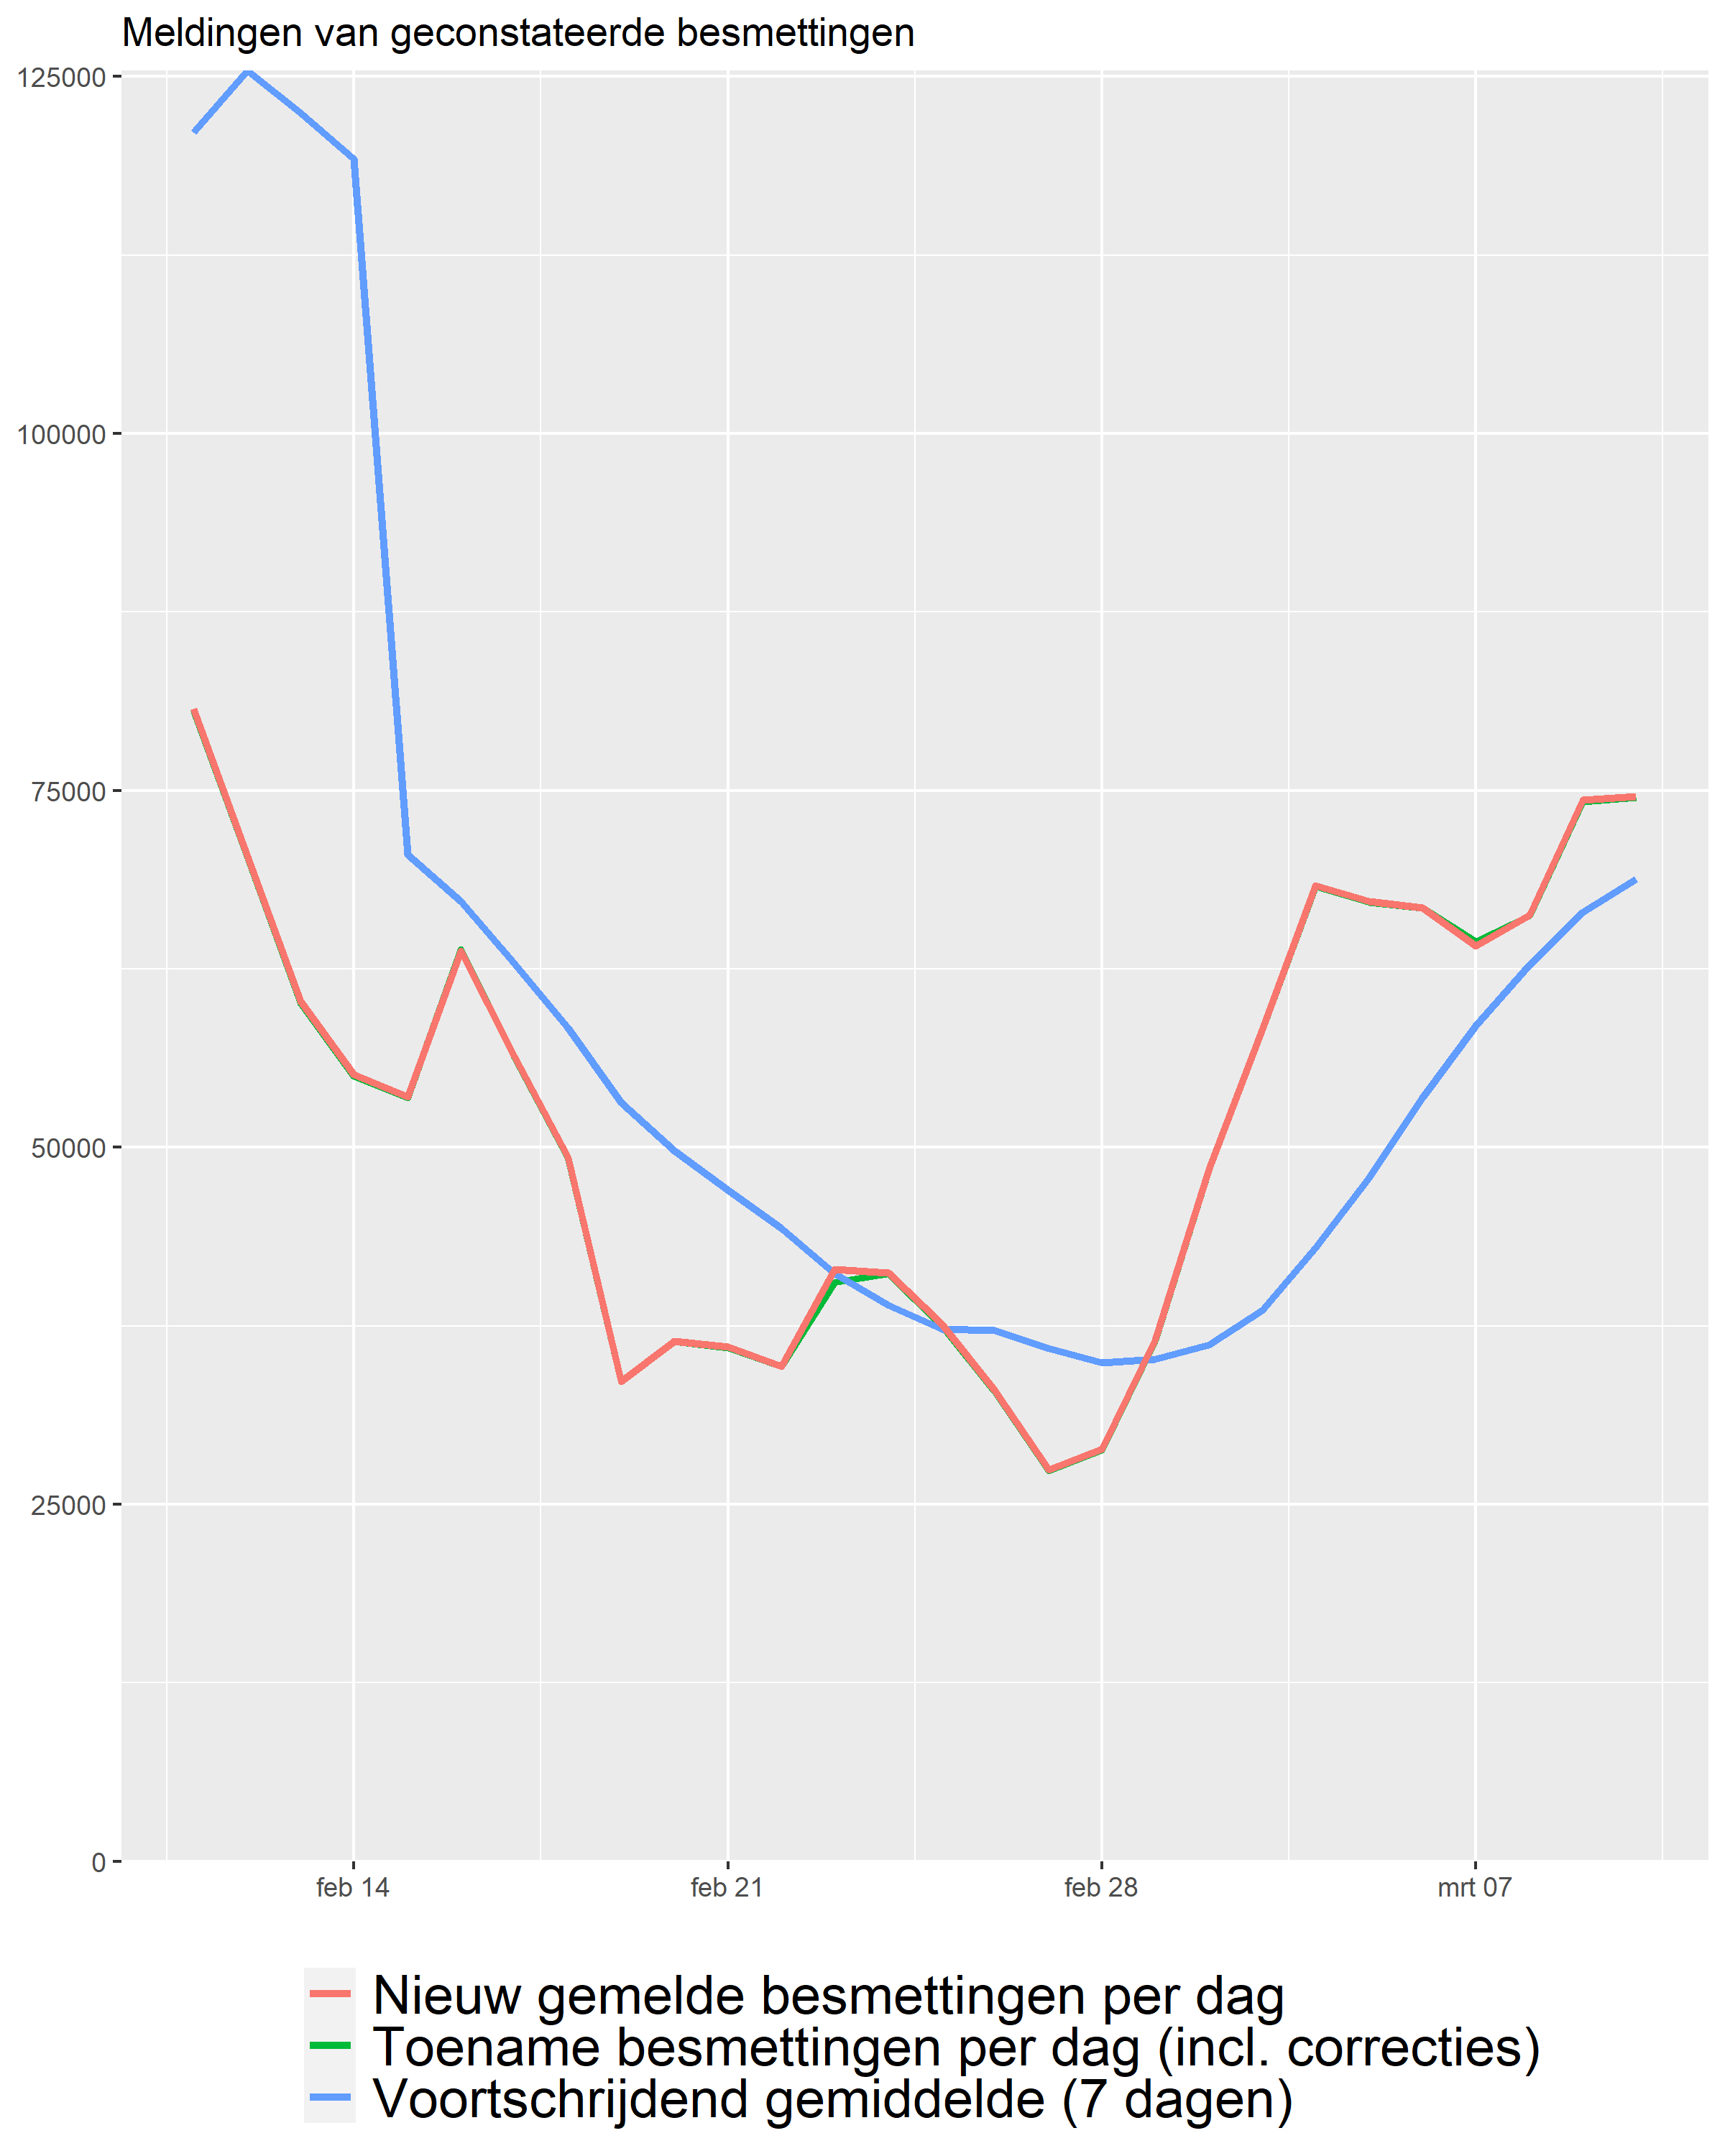 Meldingen van geconstateerde besmettingen
125000
100000
75000
50000
25000
0
feb 14 feb 21 feb 28 mrt 07
Nieuw gemelde besmettingen per dag
Toename besmettingen per dag (incl. correcties)
Voortschrijdend gemiddelde (7 dagen)